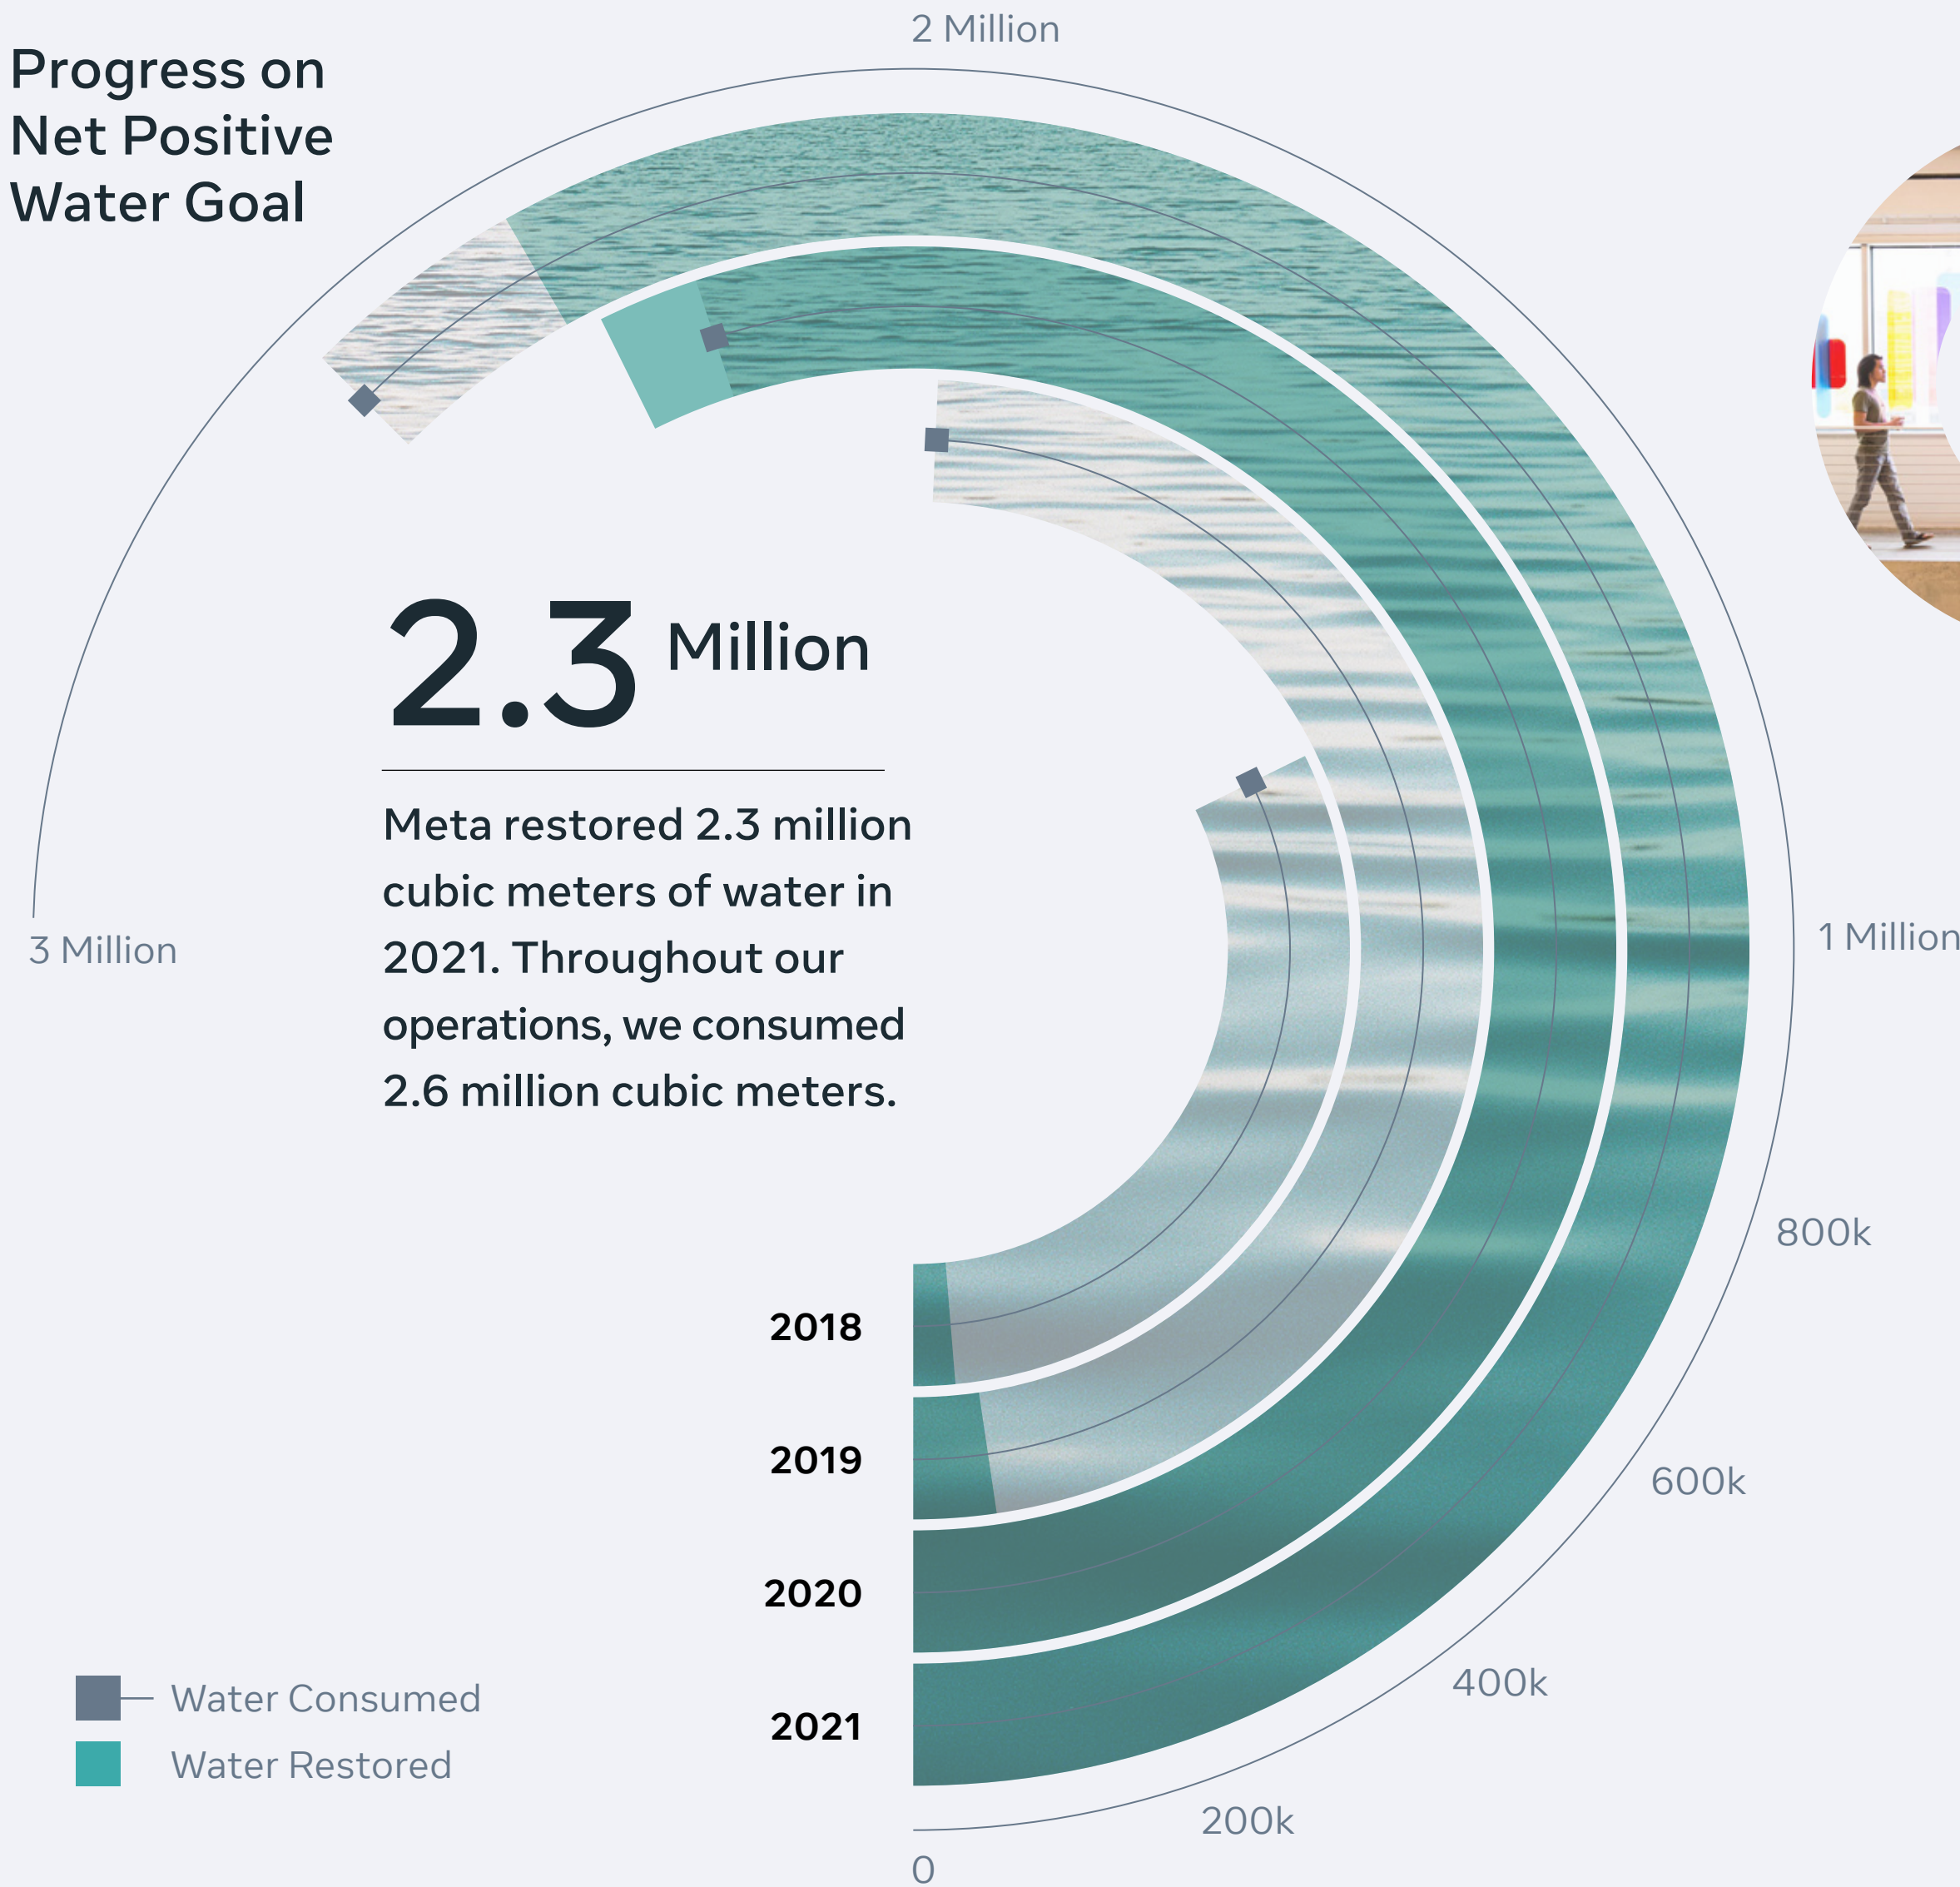 Progress on
Net Positive
Water Goal
2 Million
2.3 Million
Meta restored 2.3 million
cubic meters of water in
2021. Throughout our
operations, we consumed
2.6 million cubic meters.
3 Million
1 Million
800k
600k
400k
200k
0
2018
2019
2020
2021
Water Consumed
Water Restored